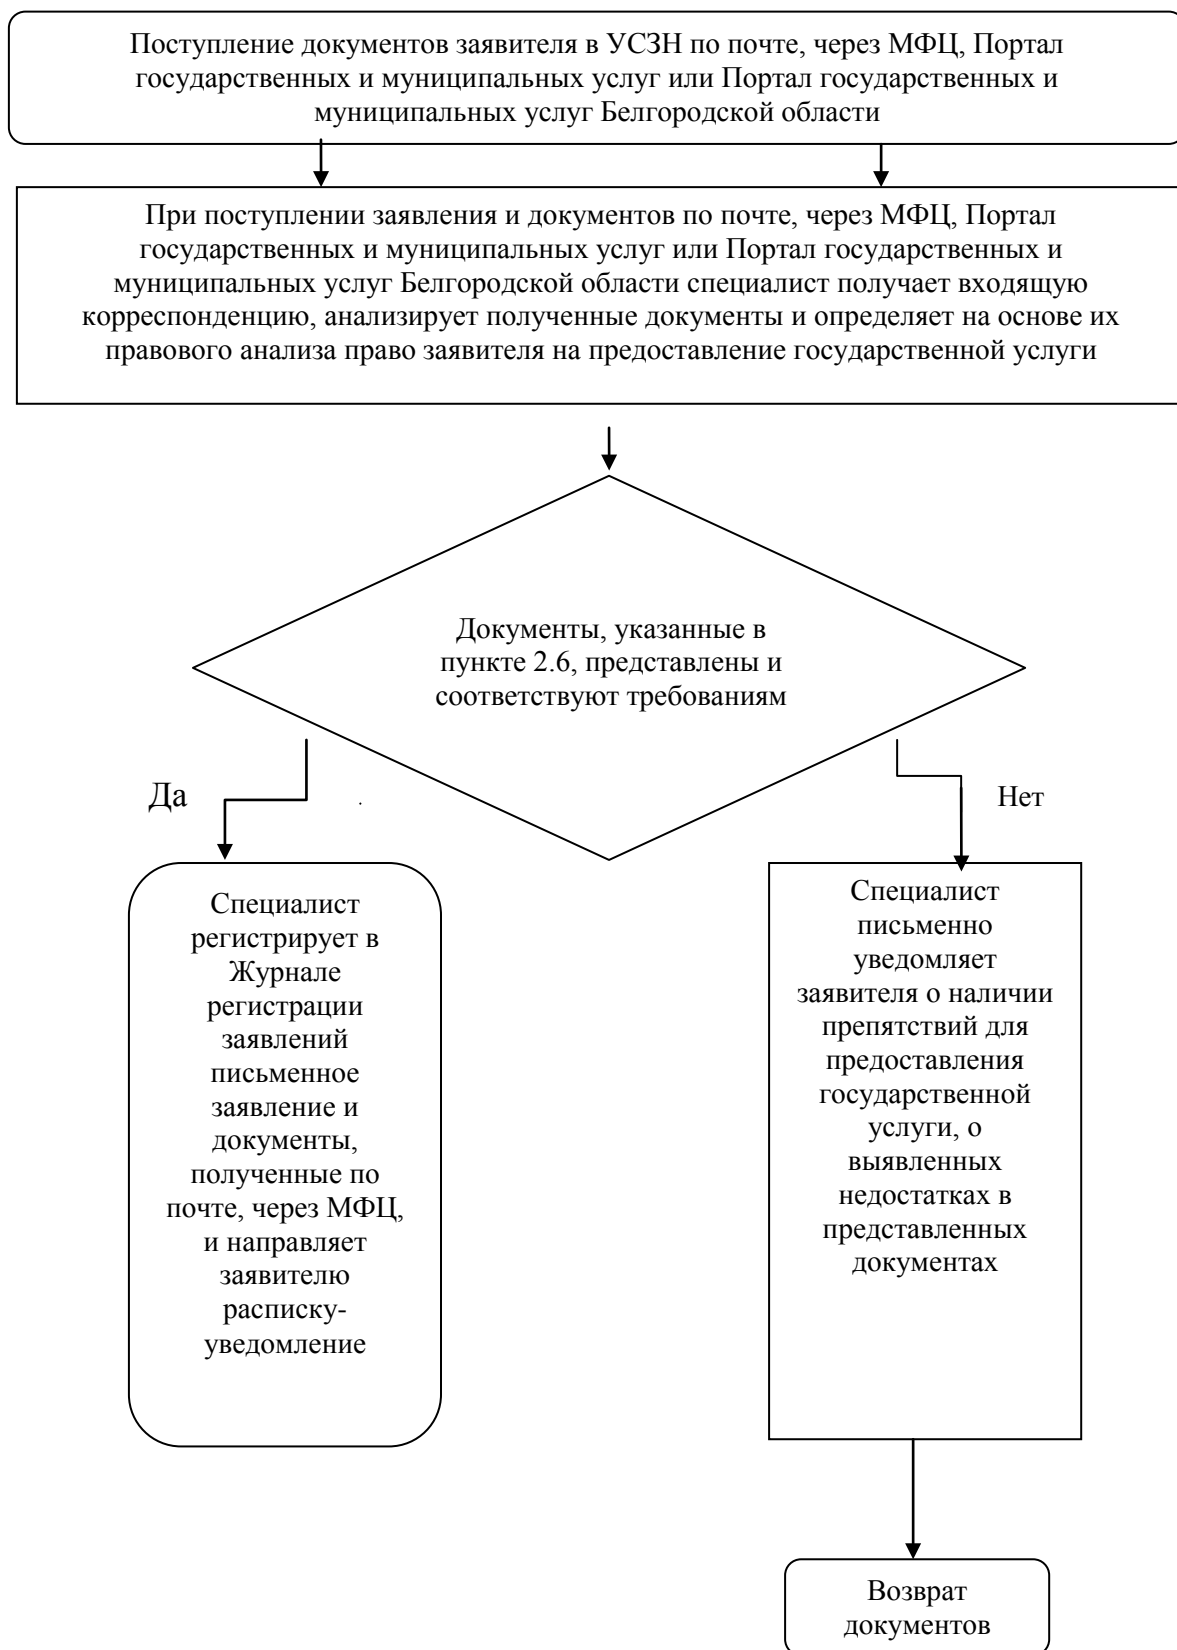 Поступление документов заявителя в УСЗН по почте, через МФЦ, Портал
государственных и муниципальных услуг или Портал государственных и
муниципальных услуг Белгородской области
При поступлении заявления и документов по почте, через МФЦ, Портал
государственных и муниципальных услуг или Портал государственных и
муниципальных услуг Белгородской области специалист получает входящую
корреспонденцию, анализирует полученные документы и определяет на основе их
правового анализа право заявителя на предоставление государственной услуги
Документы, указанные в
пункте 2.6, представлены и
соответствуют требованиям
Да
Нет
Специалист
регистрирует в
Журнале
регистрации
заявлений
письменное
заявление и
документы,
полученные по
почте, через МФЦ,
и направляет
заявителю
расписку-
уведомление
Специалист
письменно
уведомляет
заявителя о наличии
препятствий для
предоставления
государственной
услуги, о
выявленных
недостатках в
представленных
документах
Возврат
документов